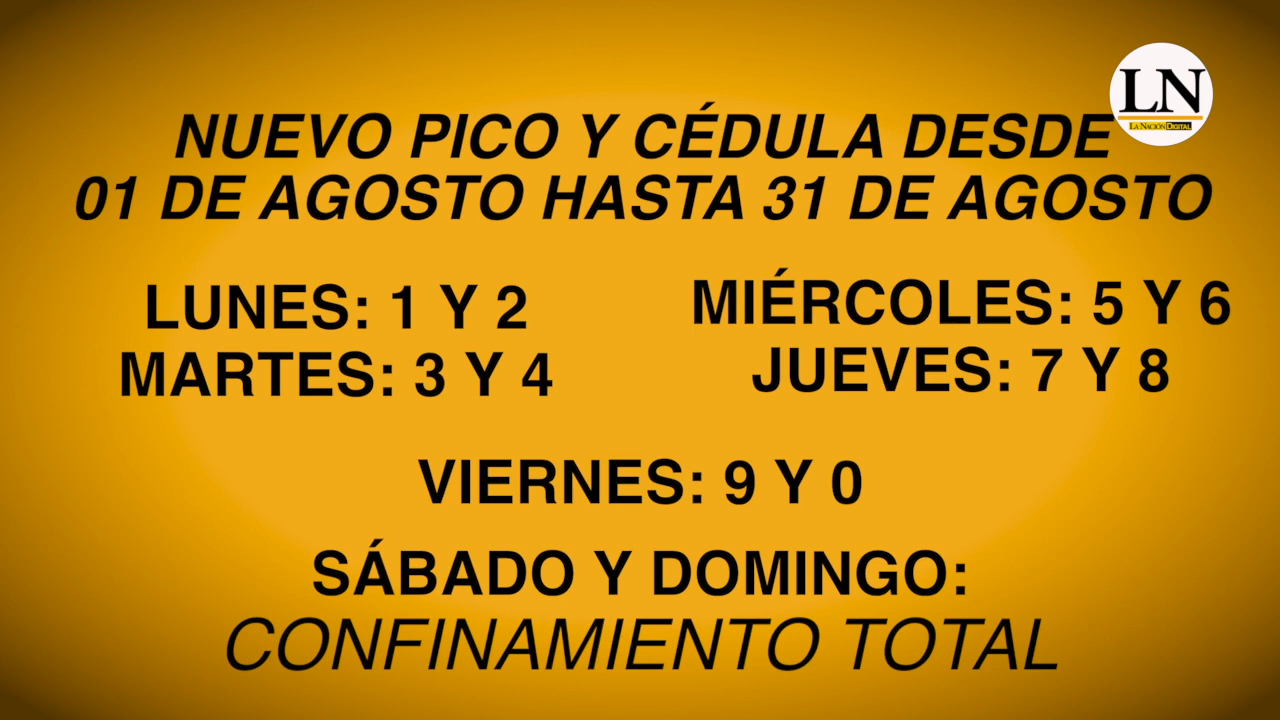 LN
LA NACIÓN DIGITAL
NUEVO PICO Y CÉDULA DESDE
01 DE AGOSTO HASTA 31 DE AGOSTO
LUNES: 1 Y 2
MARTES: 3 Y 4
MIÉRCOLES: 5 Y 6
JUEVES: 7 Y 8
VIERNES: 9 Y 0
SÁBADO Y DOMINGO:
CONFINAMIENTO TOTAL